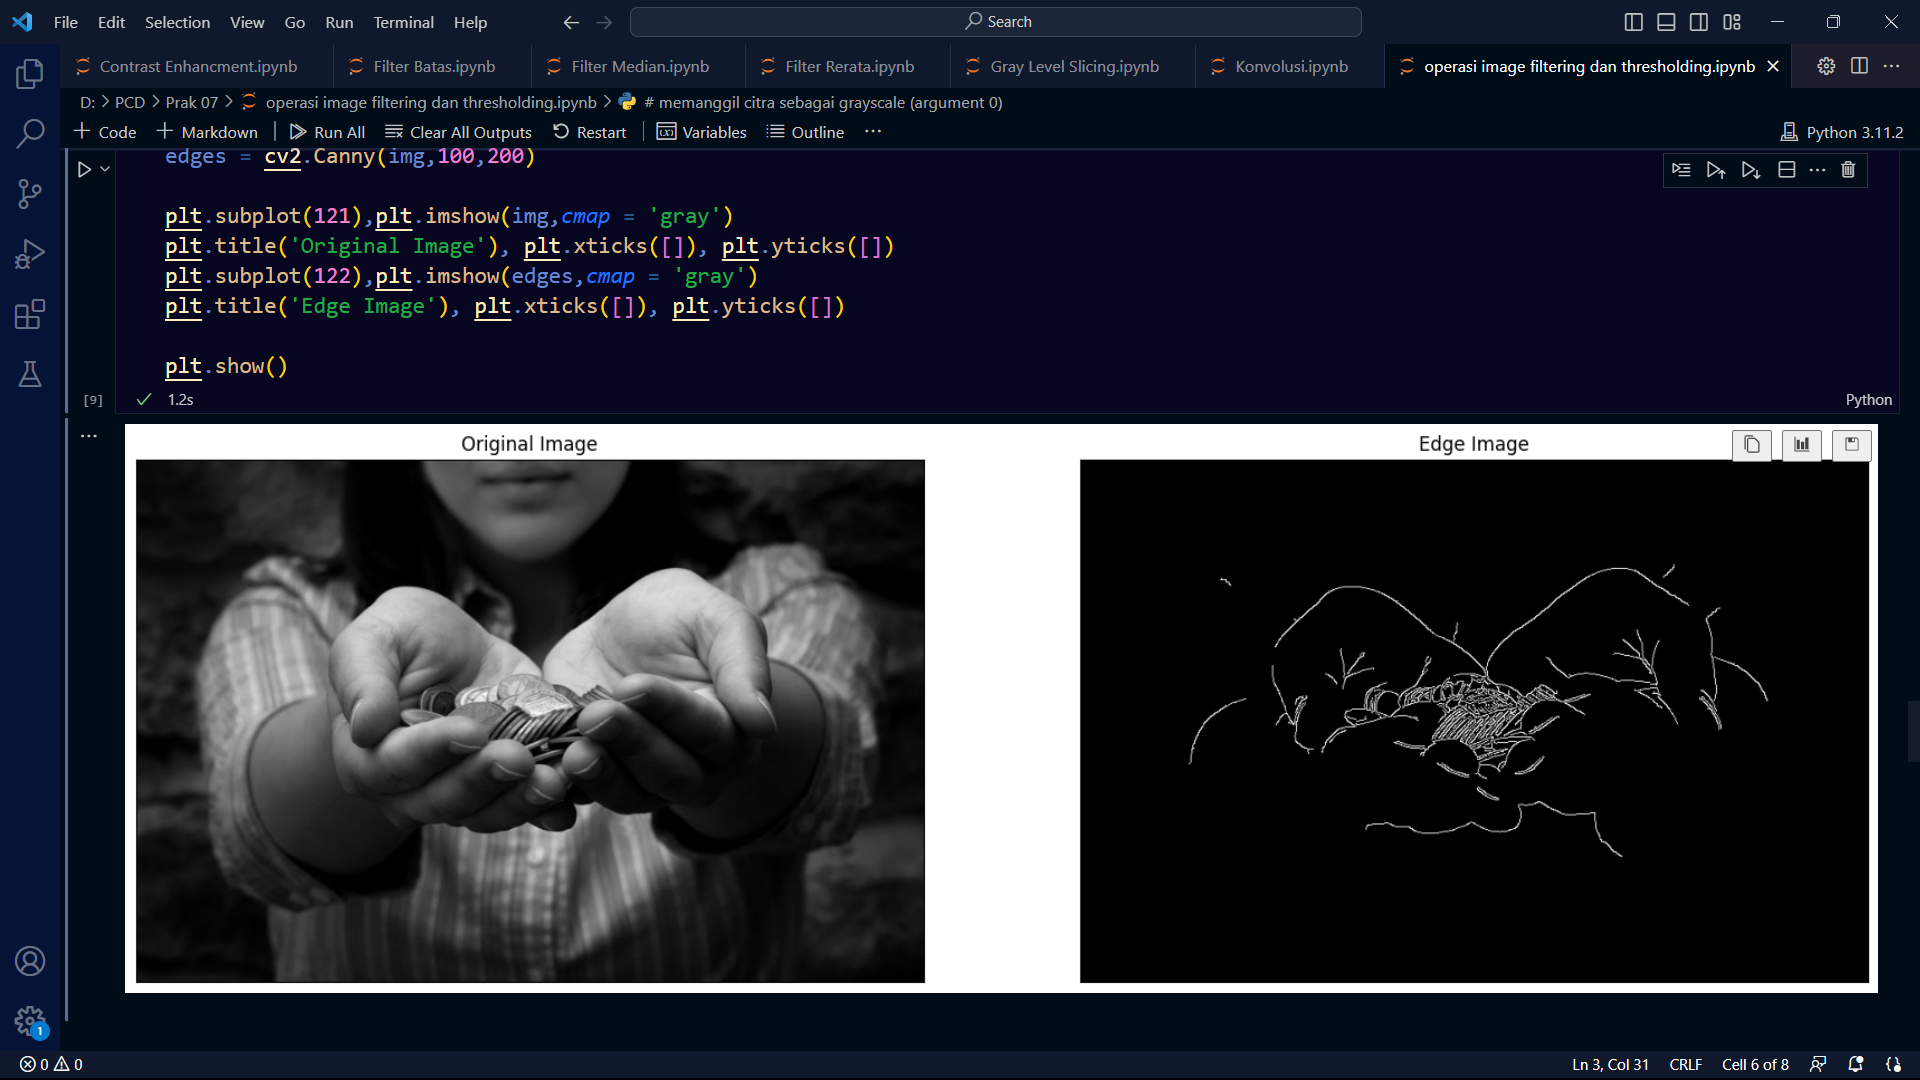 File Edit Selection View Go Run Terminal Help
Search
Contrast Enhancment.ipynb Filter Batas.ipynb Filter Median.ipynb Filter Rerata.ipynb Gray Level Slicing.ipynb Konvolusi.ipynb operasi image filtering dan thresholding.ipynb
D: > PCD > Prak 07 > operasi image filtering dan thresholding.ipynb > # memanggil citra sebagai grayscale (argument 0)
+ Code + Markdown | Run All Clear All Outputs Restart | Variables Outline ... Python 3.11.2
edges = cv2.Canny(img,100,200)
plt.subplot(121),plt.imshow(img,cmap = 'gray')
plt.title('Original Image'), plt.xticks([]), plt.yticks([])
plt.subplot(122),plt.imshow(edges,cmap = 'gray')
plt.title('Edge Image'), plt.xticks([]), plt.yticks([])
plt.show()
[9] 1.2s Python
Original Image Edge Image
1
0 0 Ln 3, Col 31 CRLF Cell 6 of 8